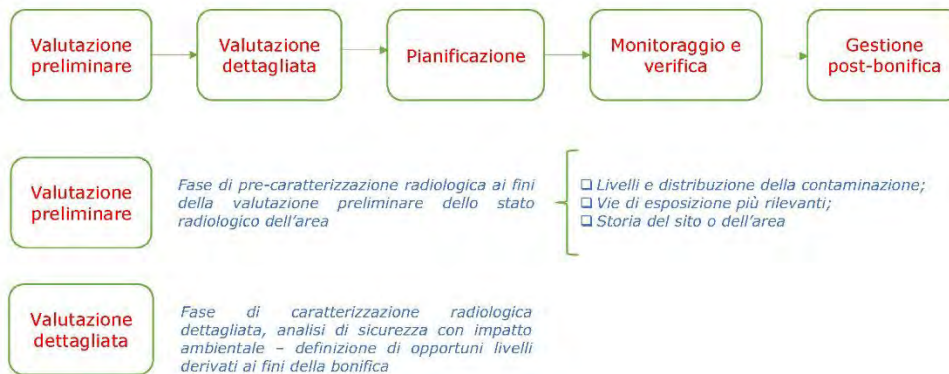 Valutazione
preliminare
Valutazione
dettagliata
Pianificazione
Monitoraggio e
verifica
Gestione
post-bonifica
Valutazione
preliminare
Fase di pre-caratterizzazione radiologica ai fini
della valutazione preliminare dello stato
radiologico dell'area
❑ Livelli e distribuzione della contaminazione;
❑ Vie di esposizione più rilevanti;
❑ Storia del sito o dell'area
Valutazione
dettagliata
Fase di caratterizzazione radiologica
dettagliata, analisi di sicurezza con impatto
ambientale – definizione di opportuni livelli
derivati ai fini della bonifica